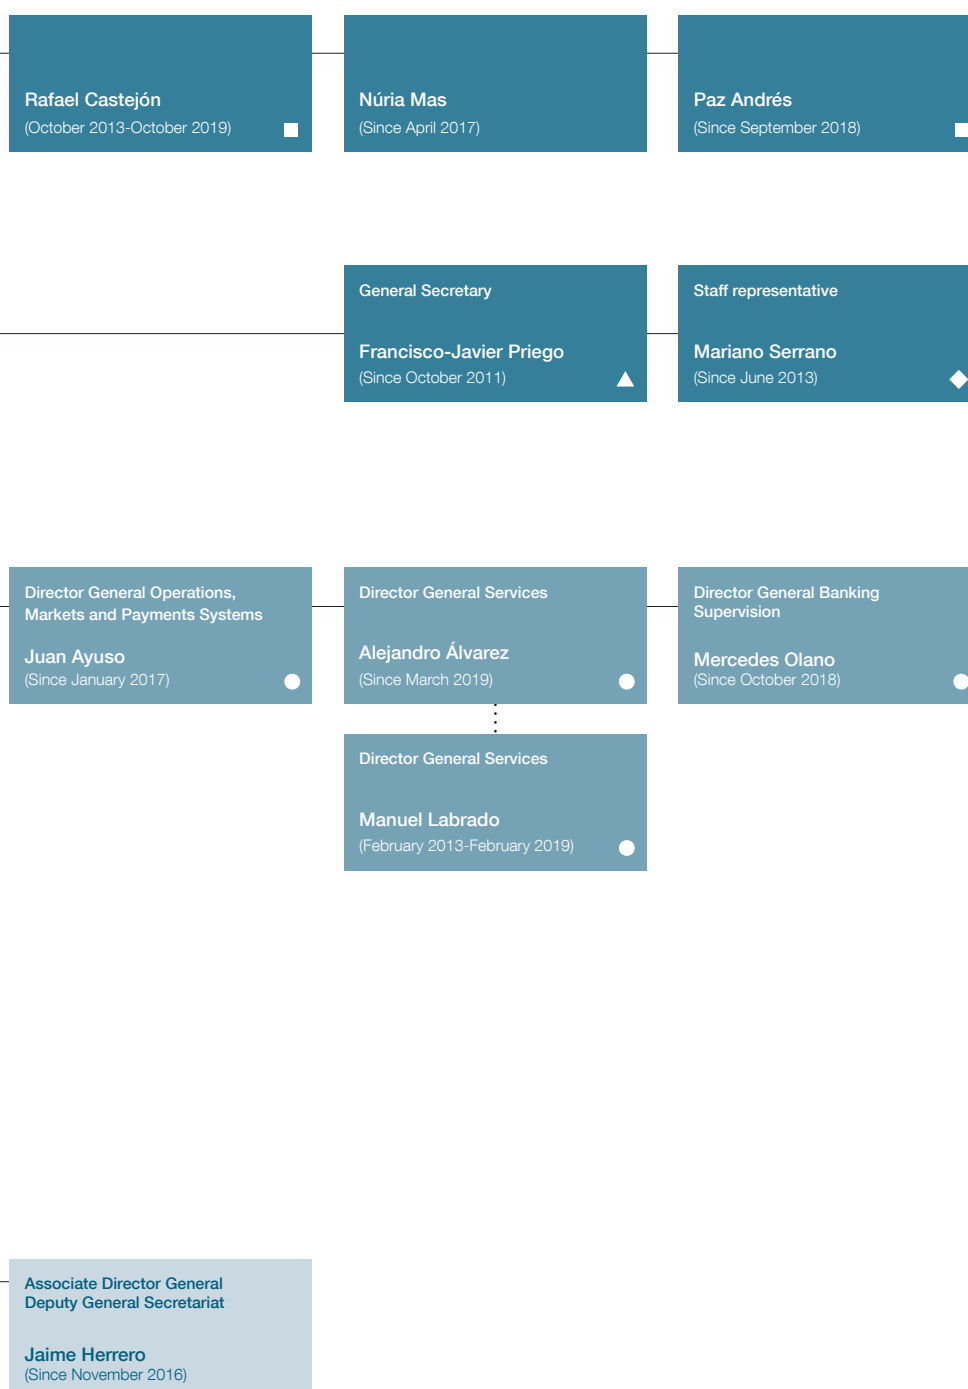 Rafael Castejón
(October 2013-October 2019)
Núria Mas
(Since April 2017)
Paz Andrés
(Since September 2018)
General Secretary
Francisco-Javier Priego
(Since October 2011)
Staff representative
Mariano Serrano
(Since June 2013)
Director General Operations,
Markets and Payments Systems
Juan Ayuso
(Since January 2017)
Director General Services
Alejandro Álvarez
(Since March 2019)
Director General Banking
Supervision
Mercedes Olano
(Since October 2018)
Director General Services
Manuel Labrado
(February 2013-February 2019)
Associate Director General
Deputy General Secretariat
Jaime Herrero
(Since November 2016)